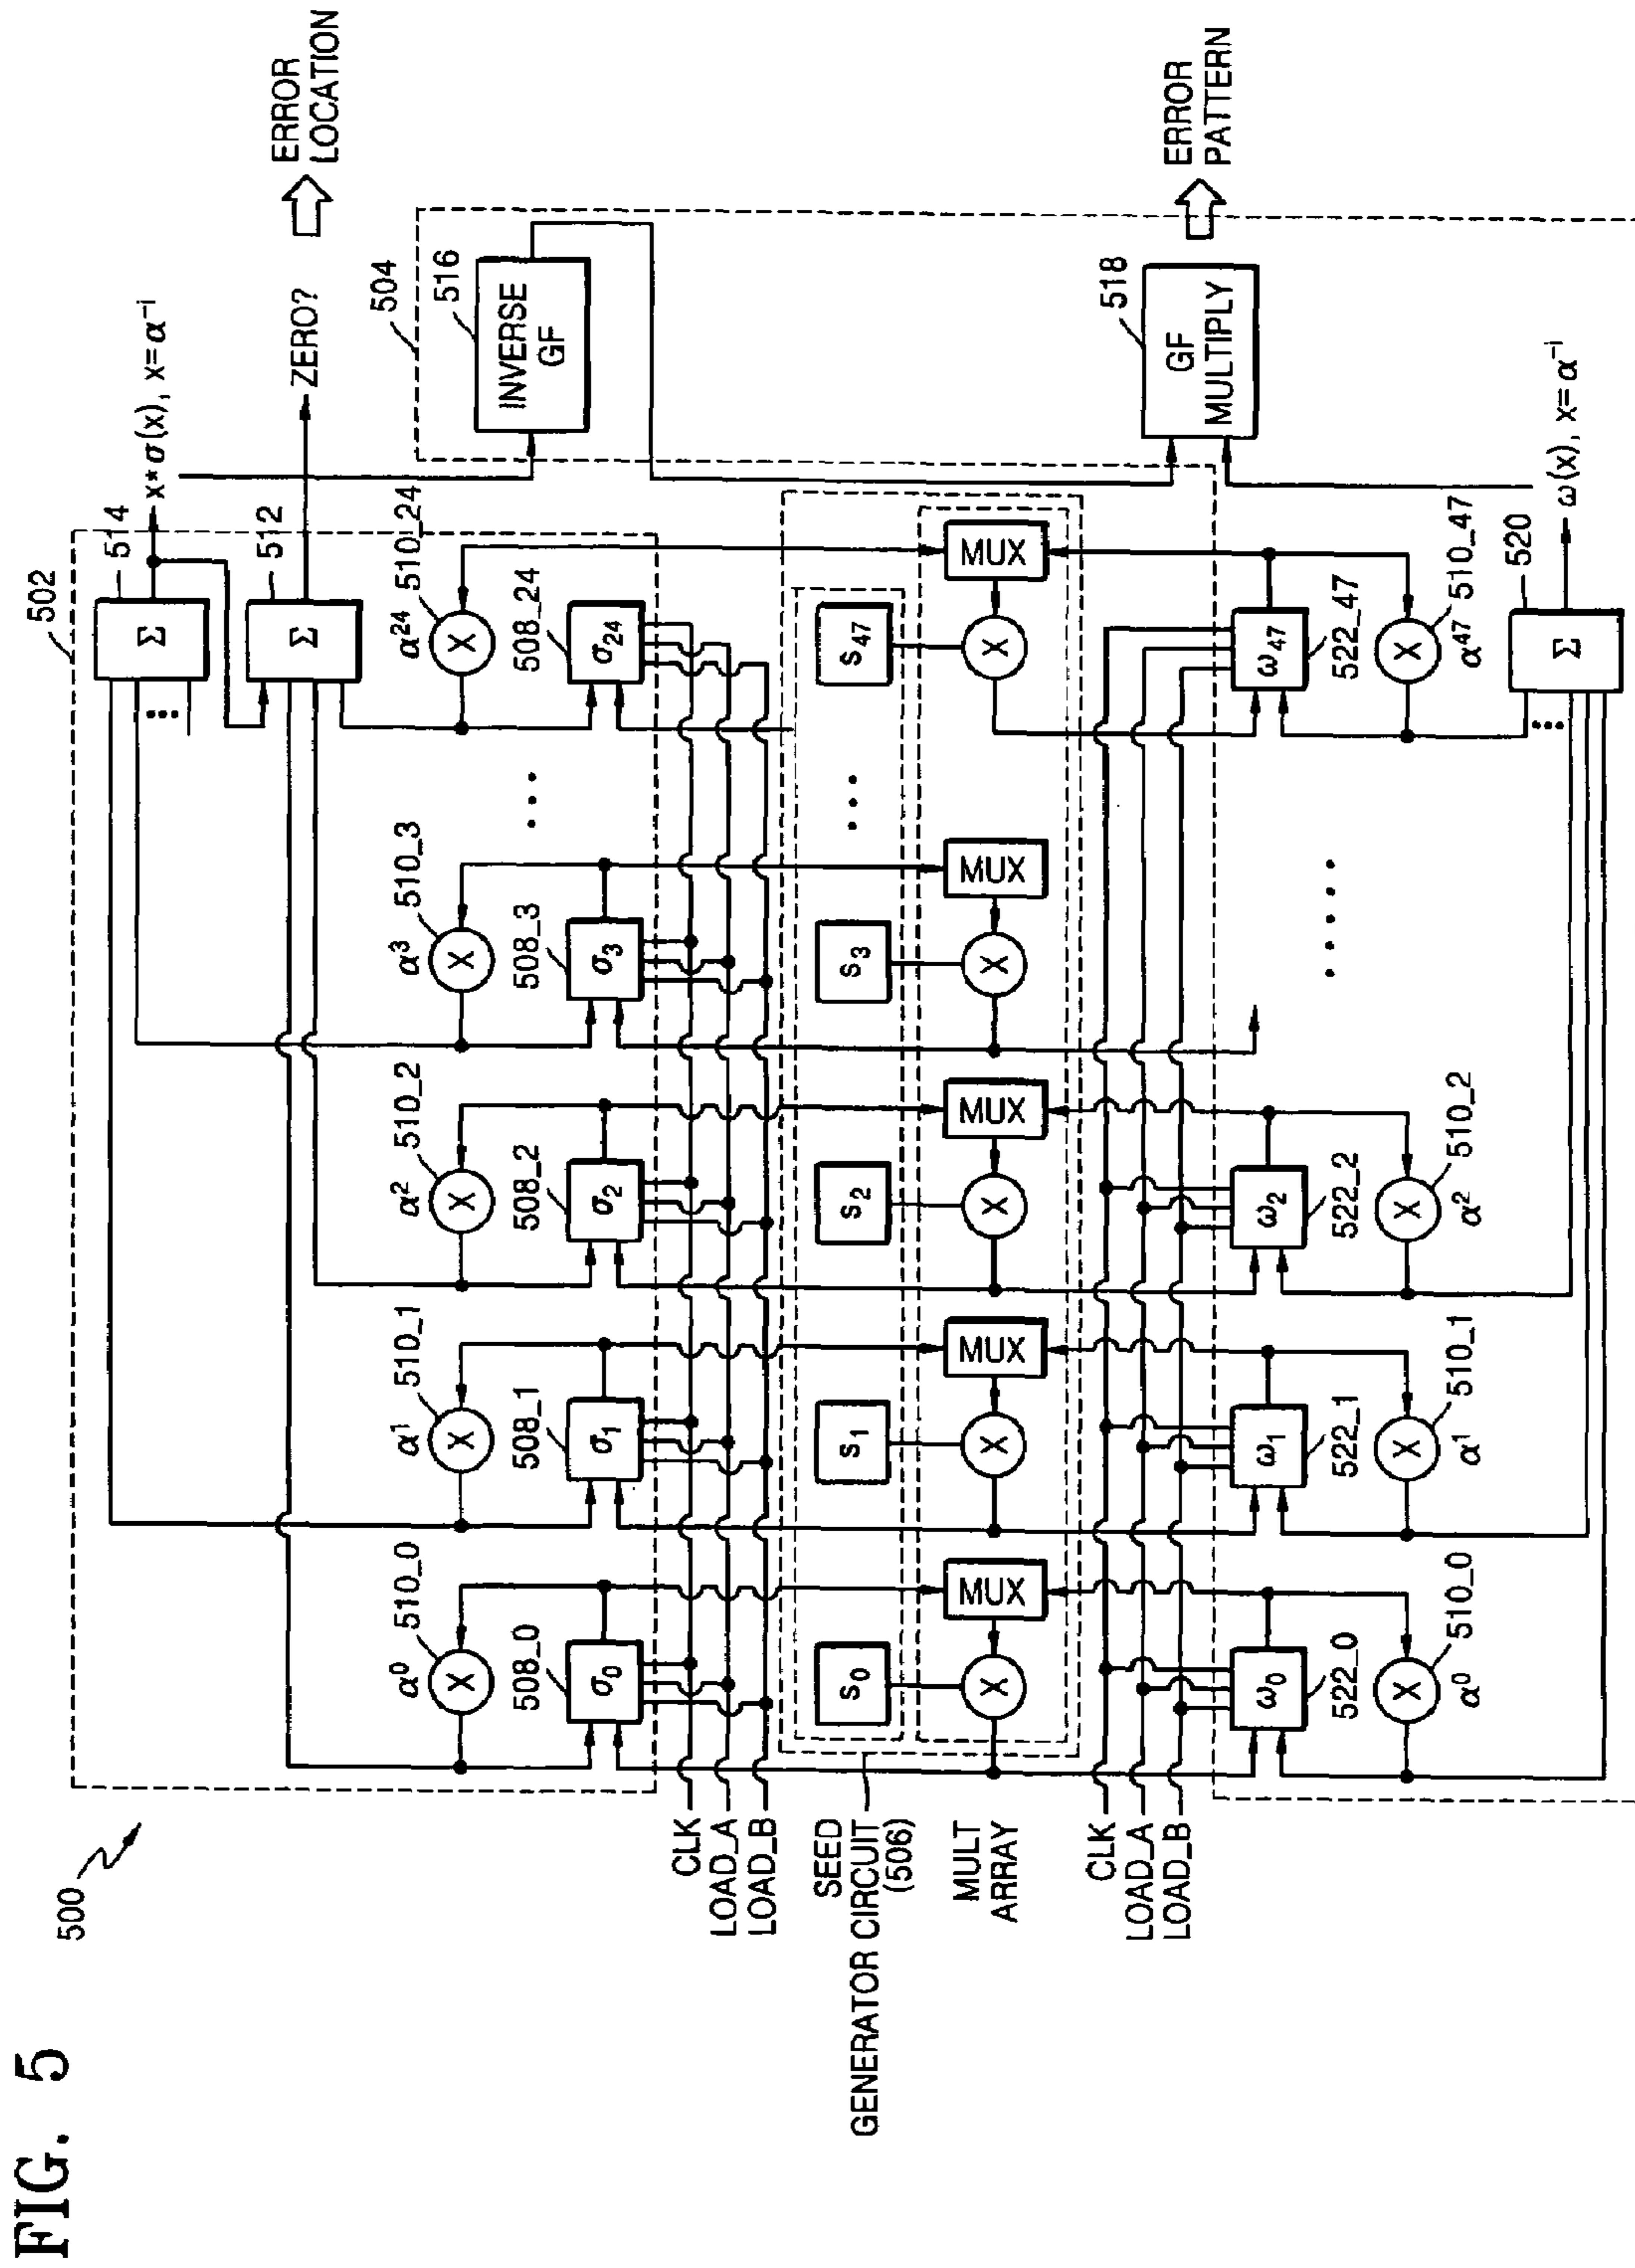 FIG. 5
500
502
514
x* σ(x), x= α⁻ⁱ
Σ
512
ZERO?
ERROR
LOCATION
Σ
504
516
INVERSE
GF
α⁰ 510_0
α¹ 510_1
α² 510_2
α³ 510_3
α²⁴ 510_24
X X X X X
508_0
508_1
508_2
508_3
508_24
σ₀ σ₁ σ₂ σ₃ ... σ₂₄
CLK
LOAD_A
LOAD_B
SEED
GENERATOR CIRCUIT
(506)
s₀ s₁ s₂ s₃ ... s₄₇
MULT
ARRAY
MUX MUX MUX MUX MUX
X X X X X
CLK
LOAD_A
LOAD_B
518
GF
MULTIPLY
ERROR
PATTERN
ω₀ ω₁ ω₂ ...... ω₄₇
522_0
522_1
522_2
522_47
X X X X
α⁰ 510_0
α¹ 510_1
α² 510_2
α⁴⁷ 510_47
520
Σ
ω(x), x= α⁻ⁱ